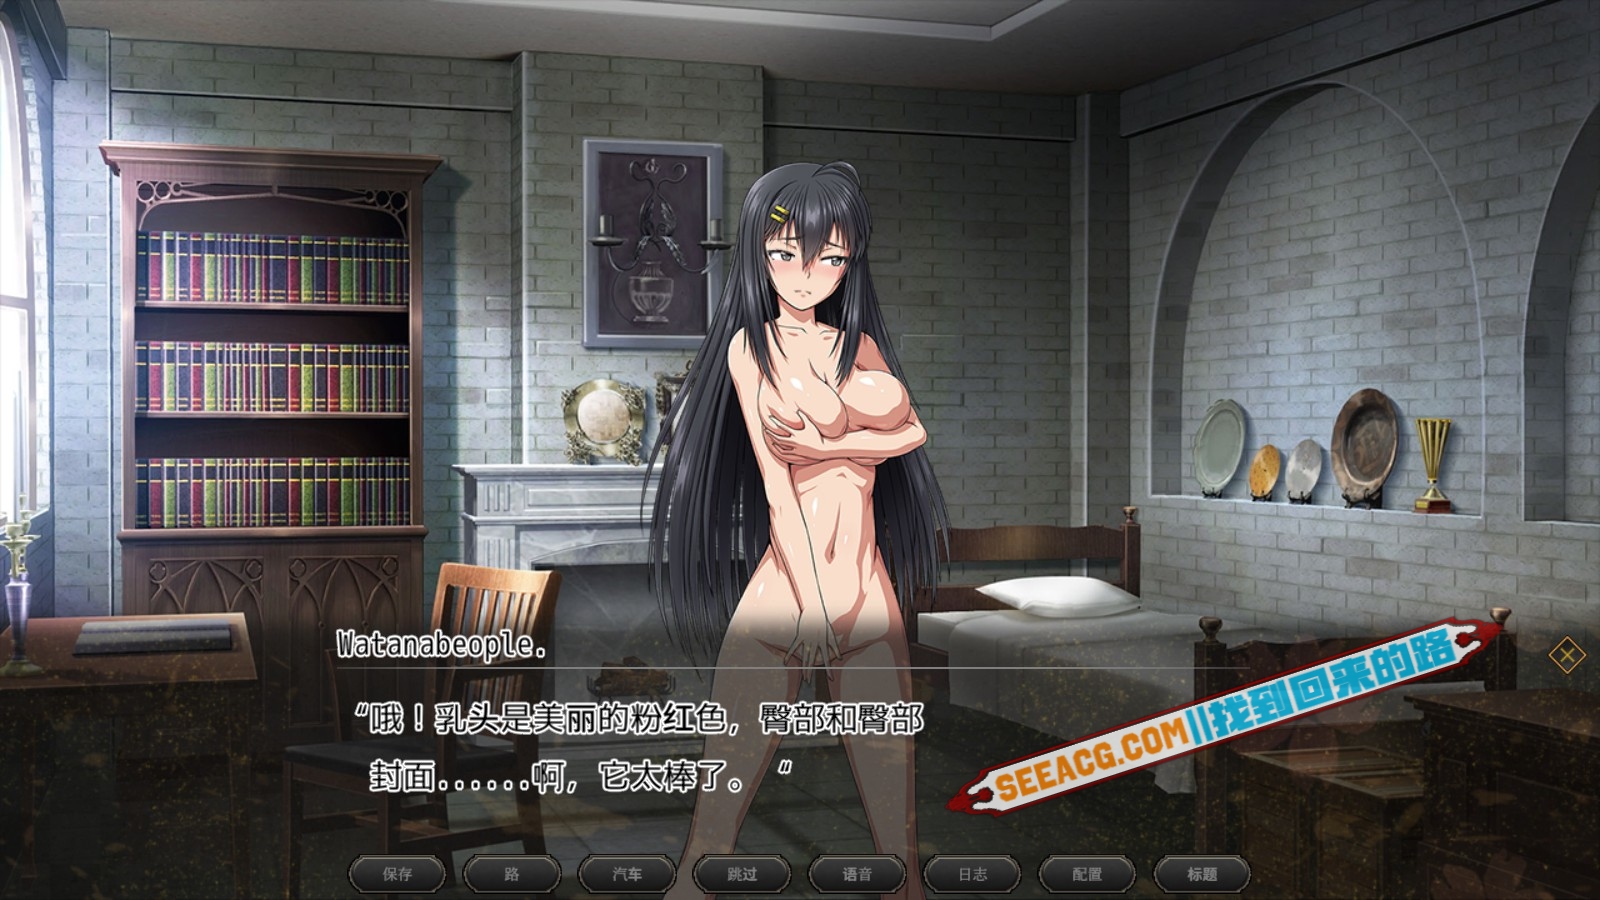 Watanabeople.
“哦！乳头是美丽的粉红色，臀部和臀部
封面......啊，它太棒了。“
SEEACG.COM||找到回来的路
保存
路
汽车
跳过
语音
日志
配置
标题